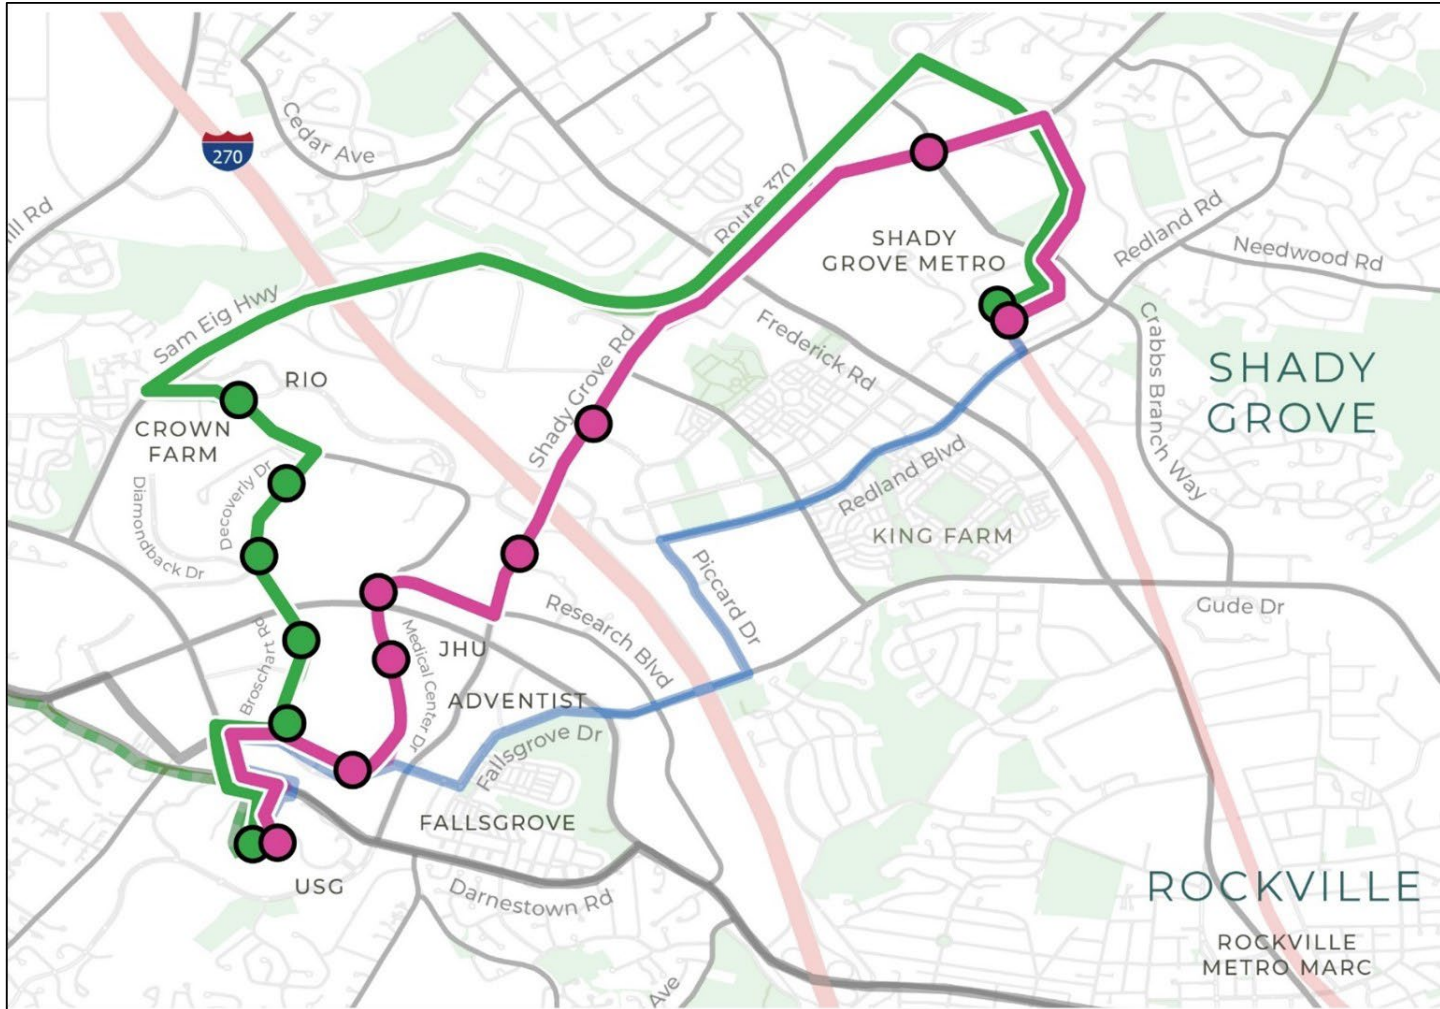 Cedar Ave
270
ill Rd
Route 370
Redland Rd
SHADY
GROVE METRO
Needwood Rd
Sam Eig Hwy
Frederick Rd
Crabbs Branch Way
Shady Grove Rd
RIO
SHADY
GROVE
CROWN
FARM
Decoverly Dr
Diamondback Dr
Redland Blvd
KING FARM
Piccard Dr
Research Blvd
Gude Dr
Broschart Rd
Medical Center Dr
JHU
ADVENTIST
Fallsgrove Dr
FALLSGROVE
USG
Darnestown Rd
ROCKVILLE
ROCKVILLE
METRO MARC
Ave